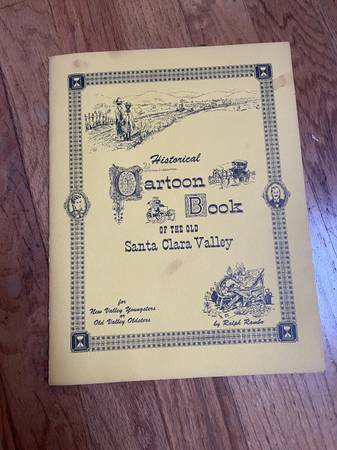 Historical
Cartoon
Book
OF THE OLD
Santa Clara Valley
for
New Valley Youngsters
or
Old Valley Oldsters
by Ralph Rambo